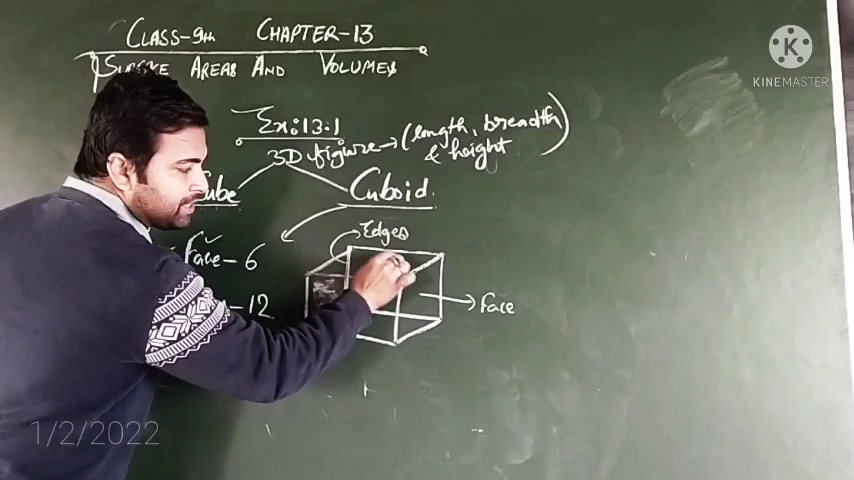 CLASS-9th CHAPTER-13
KINEMASTER
AREAS AND VOLUMES
Ex:13.1
3D figure → (length, breadth
& height)
Cuboid.
Edges
Face - 6
- 12
Face
1/2/2022